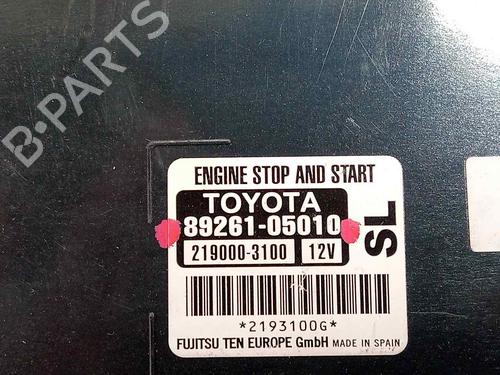 B-PARTS
ENGINE STOP AND START
TOYOTA
89261-05010
219000-3100 12V
SL
*2193100G*
FUJITSU TEN EUROPE GmbH MADE IN SPAIN